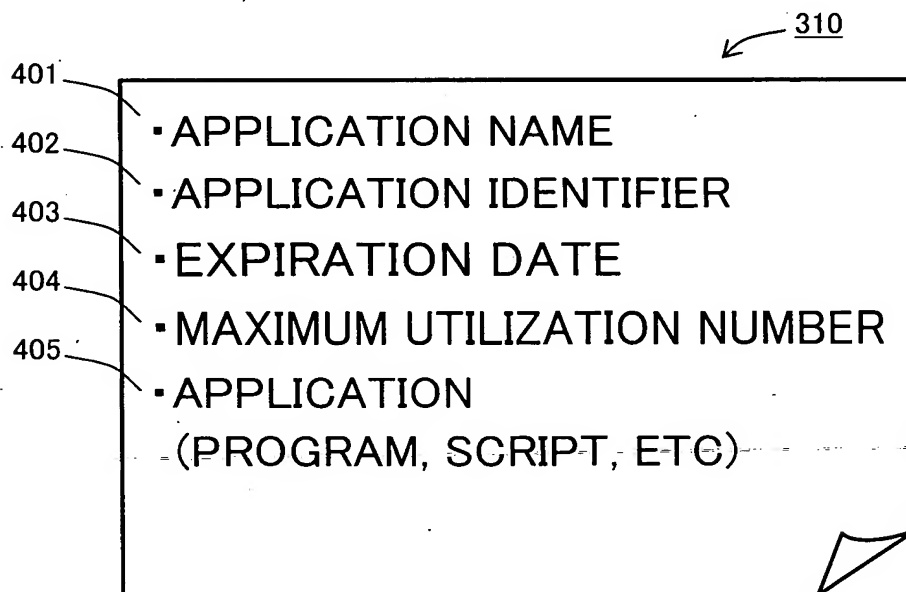 310
401
▪APPLICATION NAME
402
▪APPLICATION IDENTIFIER
403
▪EXPIRATION DATE
404
▪MAXIMUM UTILIZATION NUMBER
405
▪APPLICATION
(PROGRAM, SCRIPT, ETC)